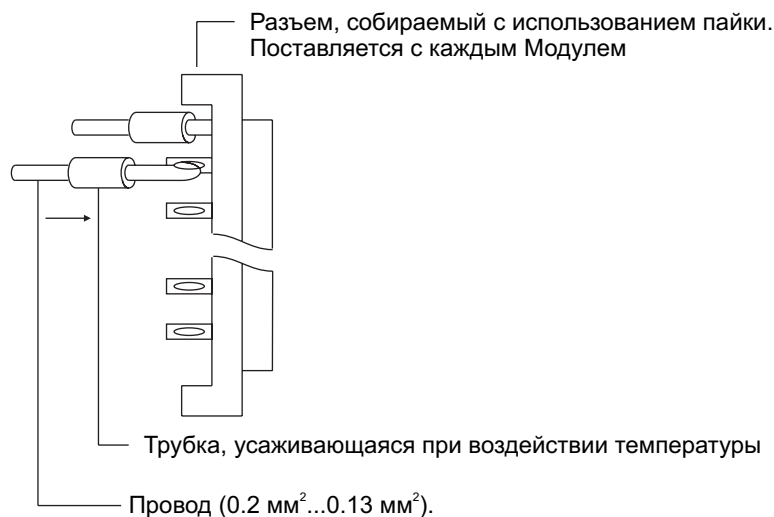 Разъем, собираемый с использованием пайки.
Поставляется с каждым Модулем
Трубка, усаживающаяся при воздействии температуры
Провод (0.2 мм²...0.13 мм²).